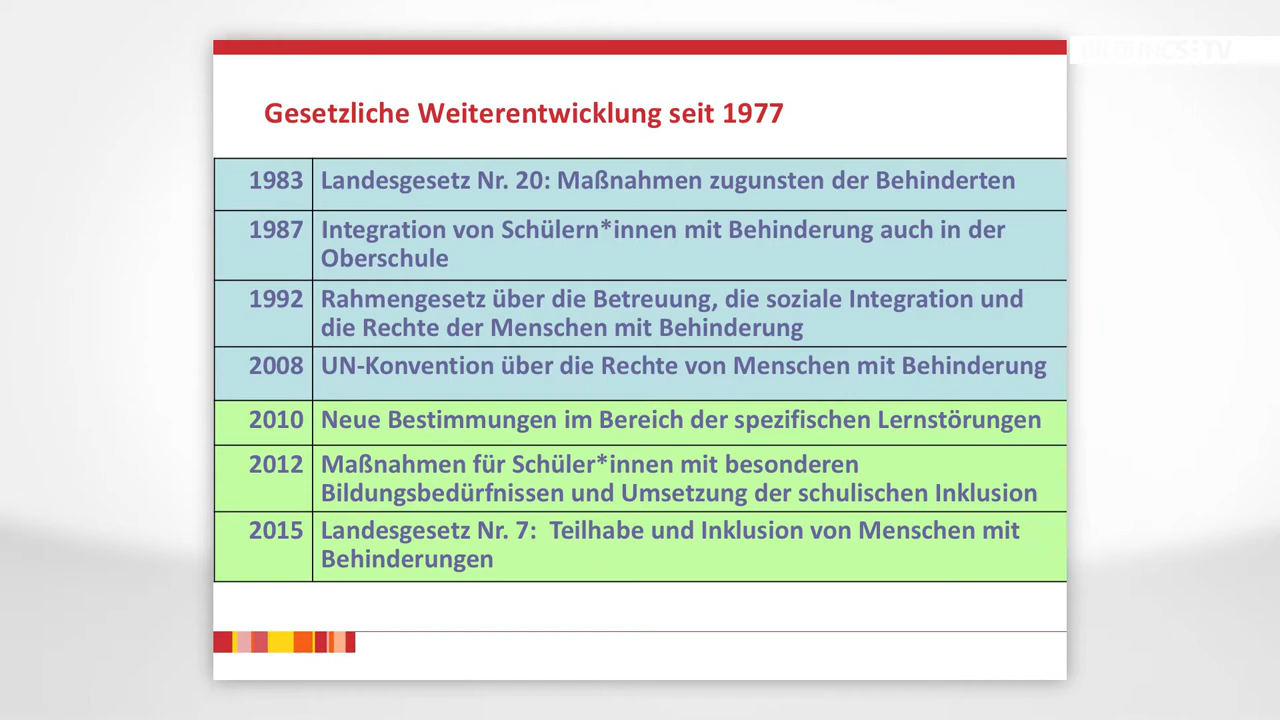 Gesetzliche Weiterentwicklung seit 1977
1983 Landesgesetz Nr. 20: Maßnahmen zugunsten der Behinderten
1987 Integration von Schülern*innen mit Behinderung auch in der
Oberschule
1992 Rahmengesetz über die Betreuung, die soziale Integration und
die Rechte der Menschen mit Behinderung
2008 UN-Konvention über die Rechte von Menschen mit Behinderung
2010 Neue Bestimmungen im Bereich der spezifischen Lernstörungen
2012 Maßnahmen für Schüler*innen mit besonderen
Bildungsbedürfnissen und Umsetzung der schulischen Inklusion
2015 Landesgesetz Nr. 7:  Teilhabe und Inklusion von Menschen mit
Behinderungen